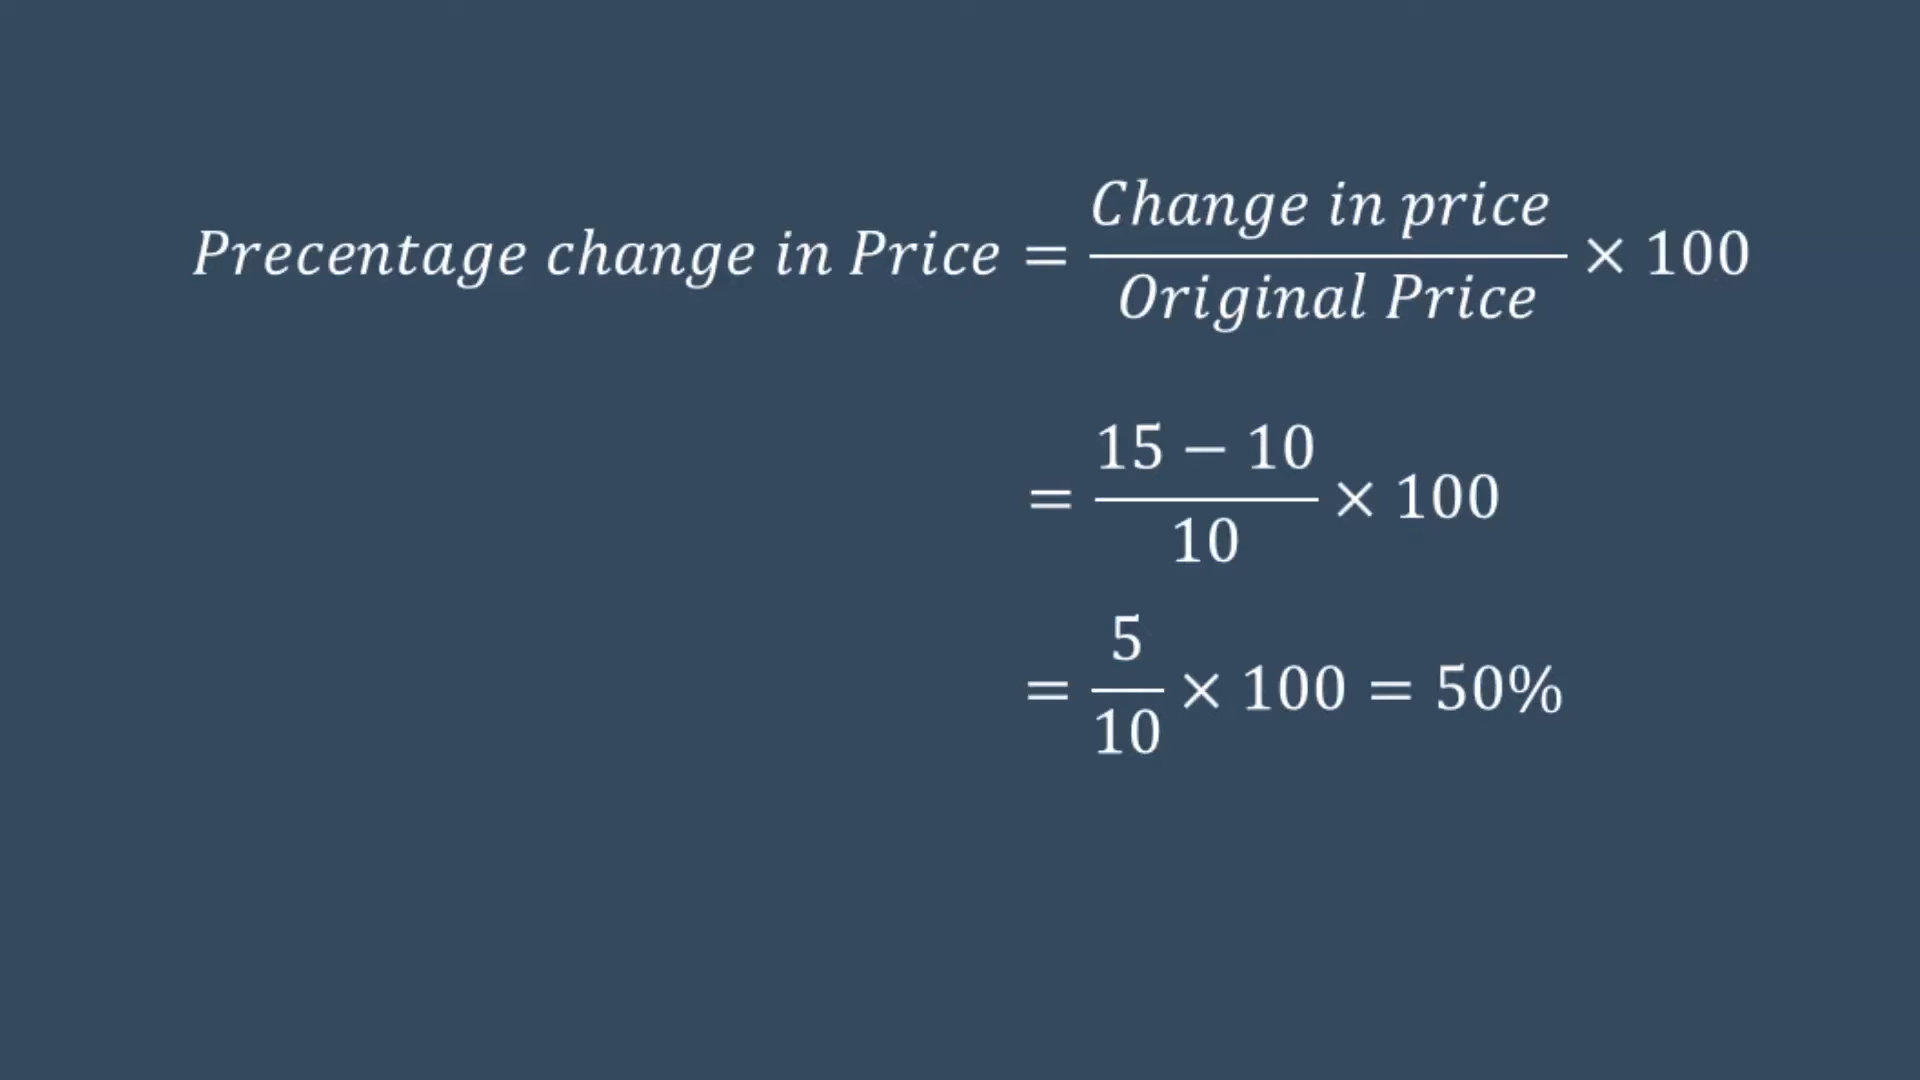 Precentage change in Price = Change in price / Original Price × 100
= 15 − 10 / 10 × 100
= 5 / 10 × 100 = 50%